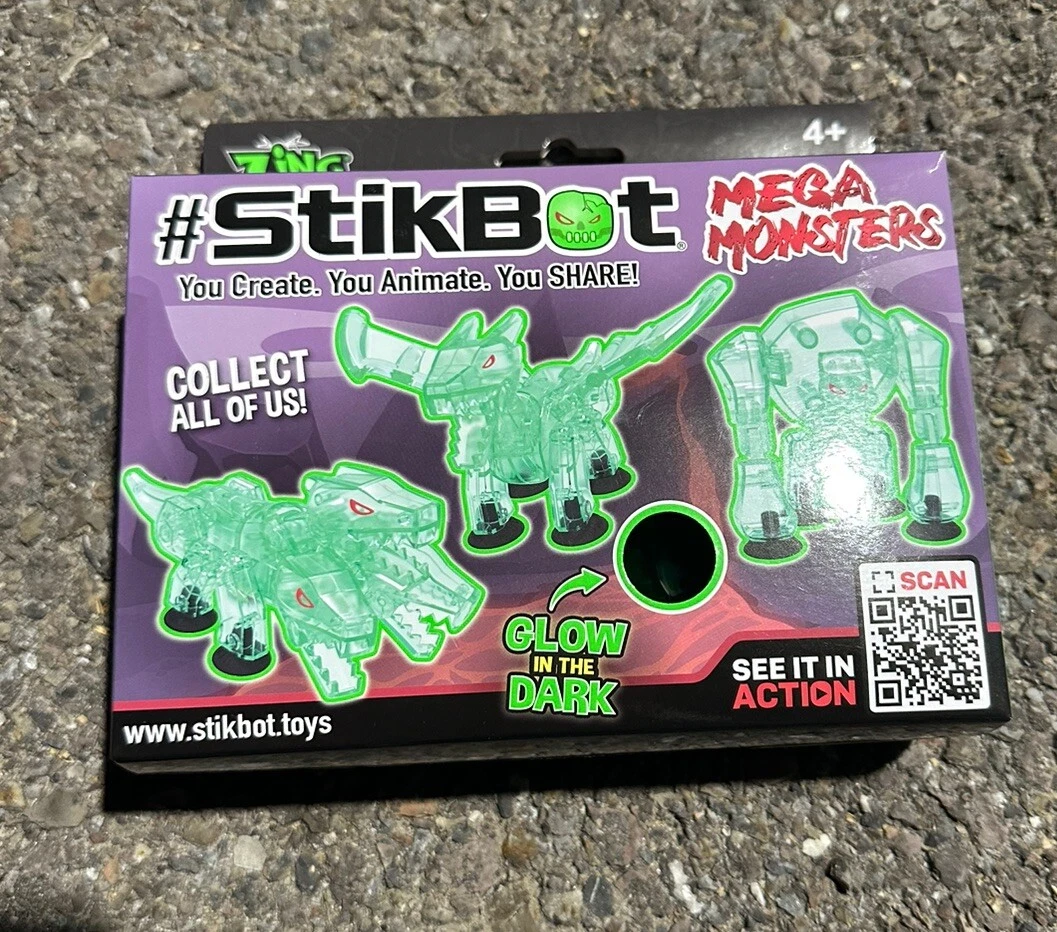 ZING
4+
#StikBot®
MEGA
MONSTERS
You Create. You Animate. You SHARE!
COLLECT
ALL OF US!
GLOW
IN THE
DARK
SCAN
SEE IT IN
ACTION
www.stikbot.toys